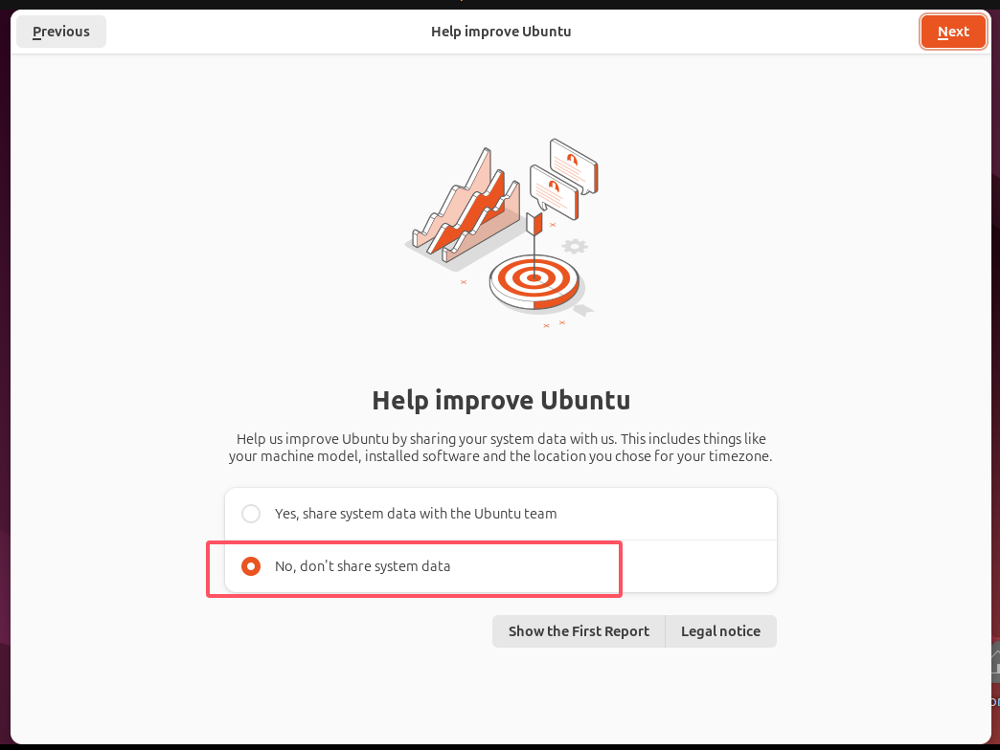 Previous
Help improve Ubuntu
Next
Help improve Ubuntu
Help us improve Ubuntu by sharing your system data with us. This includes things like
your machine model, installed software and the location you chose for your timezone.
Yes, share system data with the Ubuntu team
No, don't share system data
Show the First Report
Legal notice